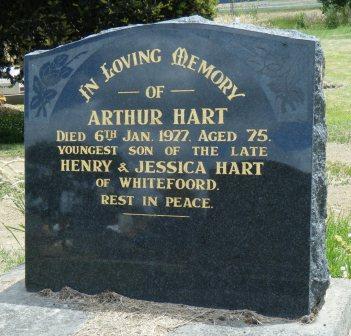 IN LOVING MEMORY
— OF —
ARTHUR HART
DIED 6TH JAN. 1977. AGED 75.
YOUNGEST SON OF THE LATE
HENRY & JESSICA HART
OF WHITEFOORD.
REST IN PEACE.